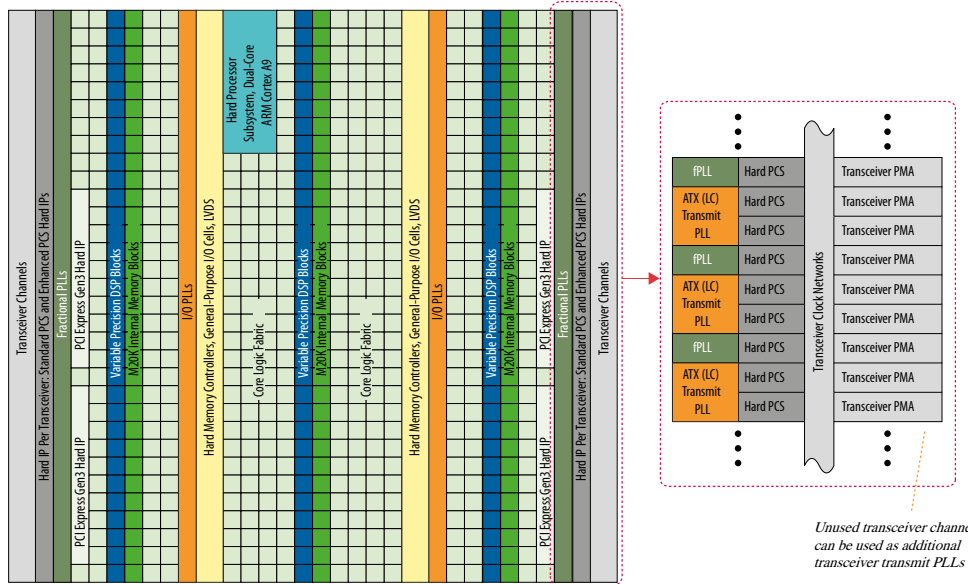 Transceiver Channels
Hard IP Per Transceiver: Standard PCS and Enhanced PCS Hard IPs
Fractional PLLs
PCI Express Gen3 Hard IP
PCI Express Gen3 Hard IP
Variable Precision DSP Blocks
M20K Internal Memory Blocks
I/O PLLs
Hard Memory Controllers, General-Purpose I/O Cells, LVDS
Hard Processor
Subsystem, Dual-Core
ARM Cortex A9
Core Logic Fabric
Variable Precision DSP Blocks
M20K Internal Memory Blocks
Core Logic Fabric
Hard Memory Controllers, General-Purpose I/O Cells, LVDS
I/O PLLs
Variable Precision DSP Blocks
M20K Internal Memory Blocks
PCI Express Gen3 Hard IP
PCI Express Gen3 Hard IP
Fractional PLLs
Hard IP Per Transceiver: Standard PCS and Enhanced PCS Hard IPs
Transceiver Channels
fPLL
ATX (LC)
Transmit
PLL
fPLL
ATX (LC)
Transmit
PLL
fPLL
ATX (LC)
Transmit
PLL
Hard PCS
Hard PCS
Hard PCS
Hard PCS
Hard PCS
Hard PCS
Hard PCS
Hard PCS
Hard PCS
Transceiver Clock Networks
Transceiver PMA
Transceiver PMA
Transceiver PMA
Transceiver PMA
Transceiver PMA
Transceiver PMA
Transceiver PMA
Transceiver PMA
Transceiver PMA
Unused transceiver channe
can be used as additional
transceiver transmit PLLs